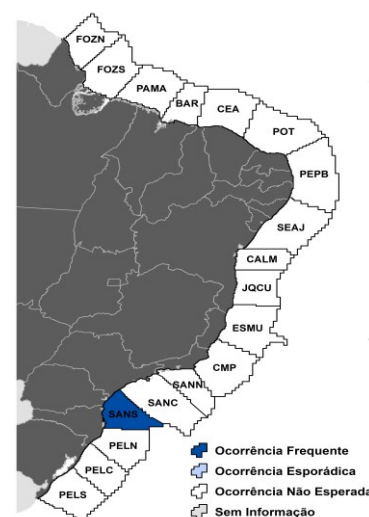 FOZN
FOZS
PAMA
BAR
CEA
POT
PEPB
SEAJ
CALM
JQCU
ESMU
CMP
SANN
SANC
SANS
PELN
PELC
PELS
Ocorrência Frequente
Ocorrência Esporádica
Ocorrência Não Esperada
Sem Informação